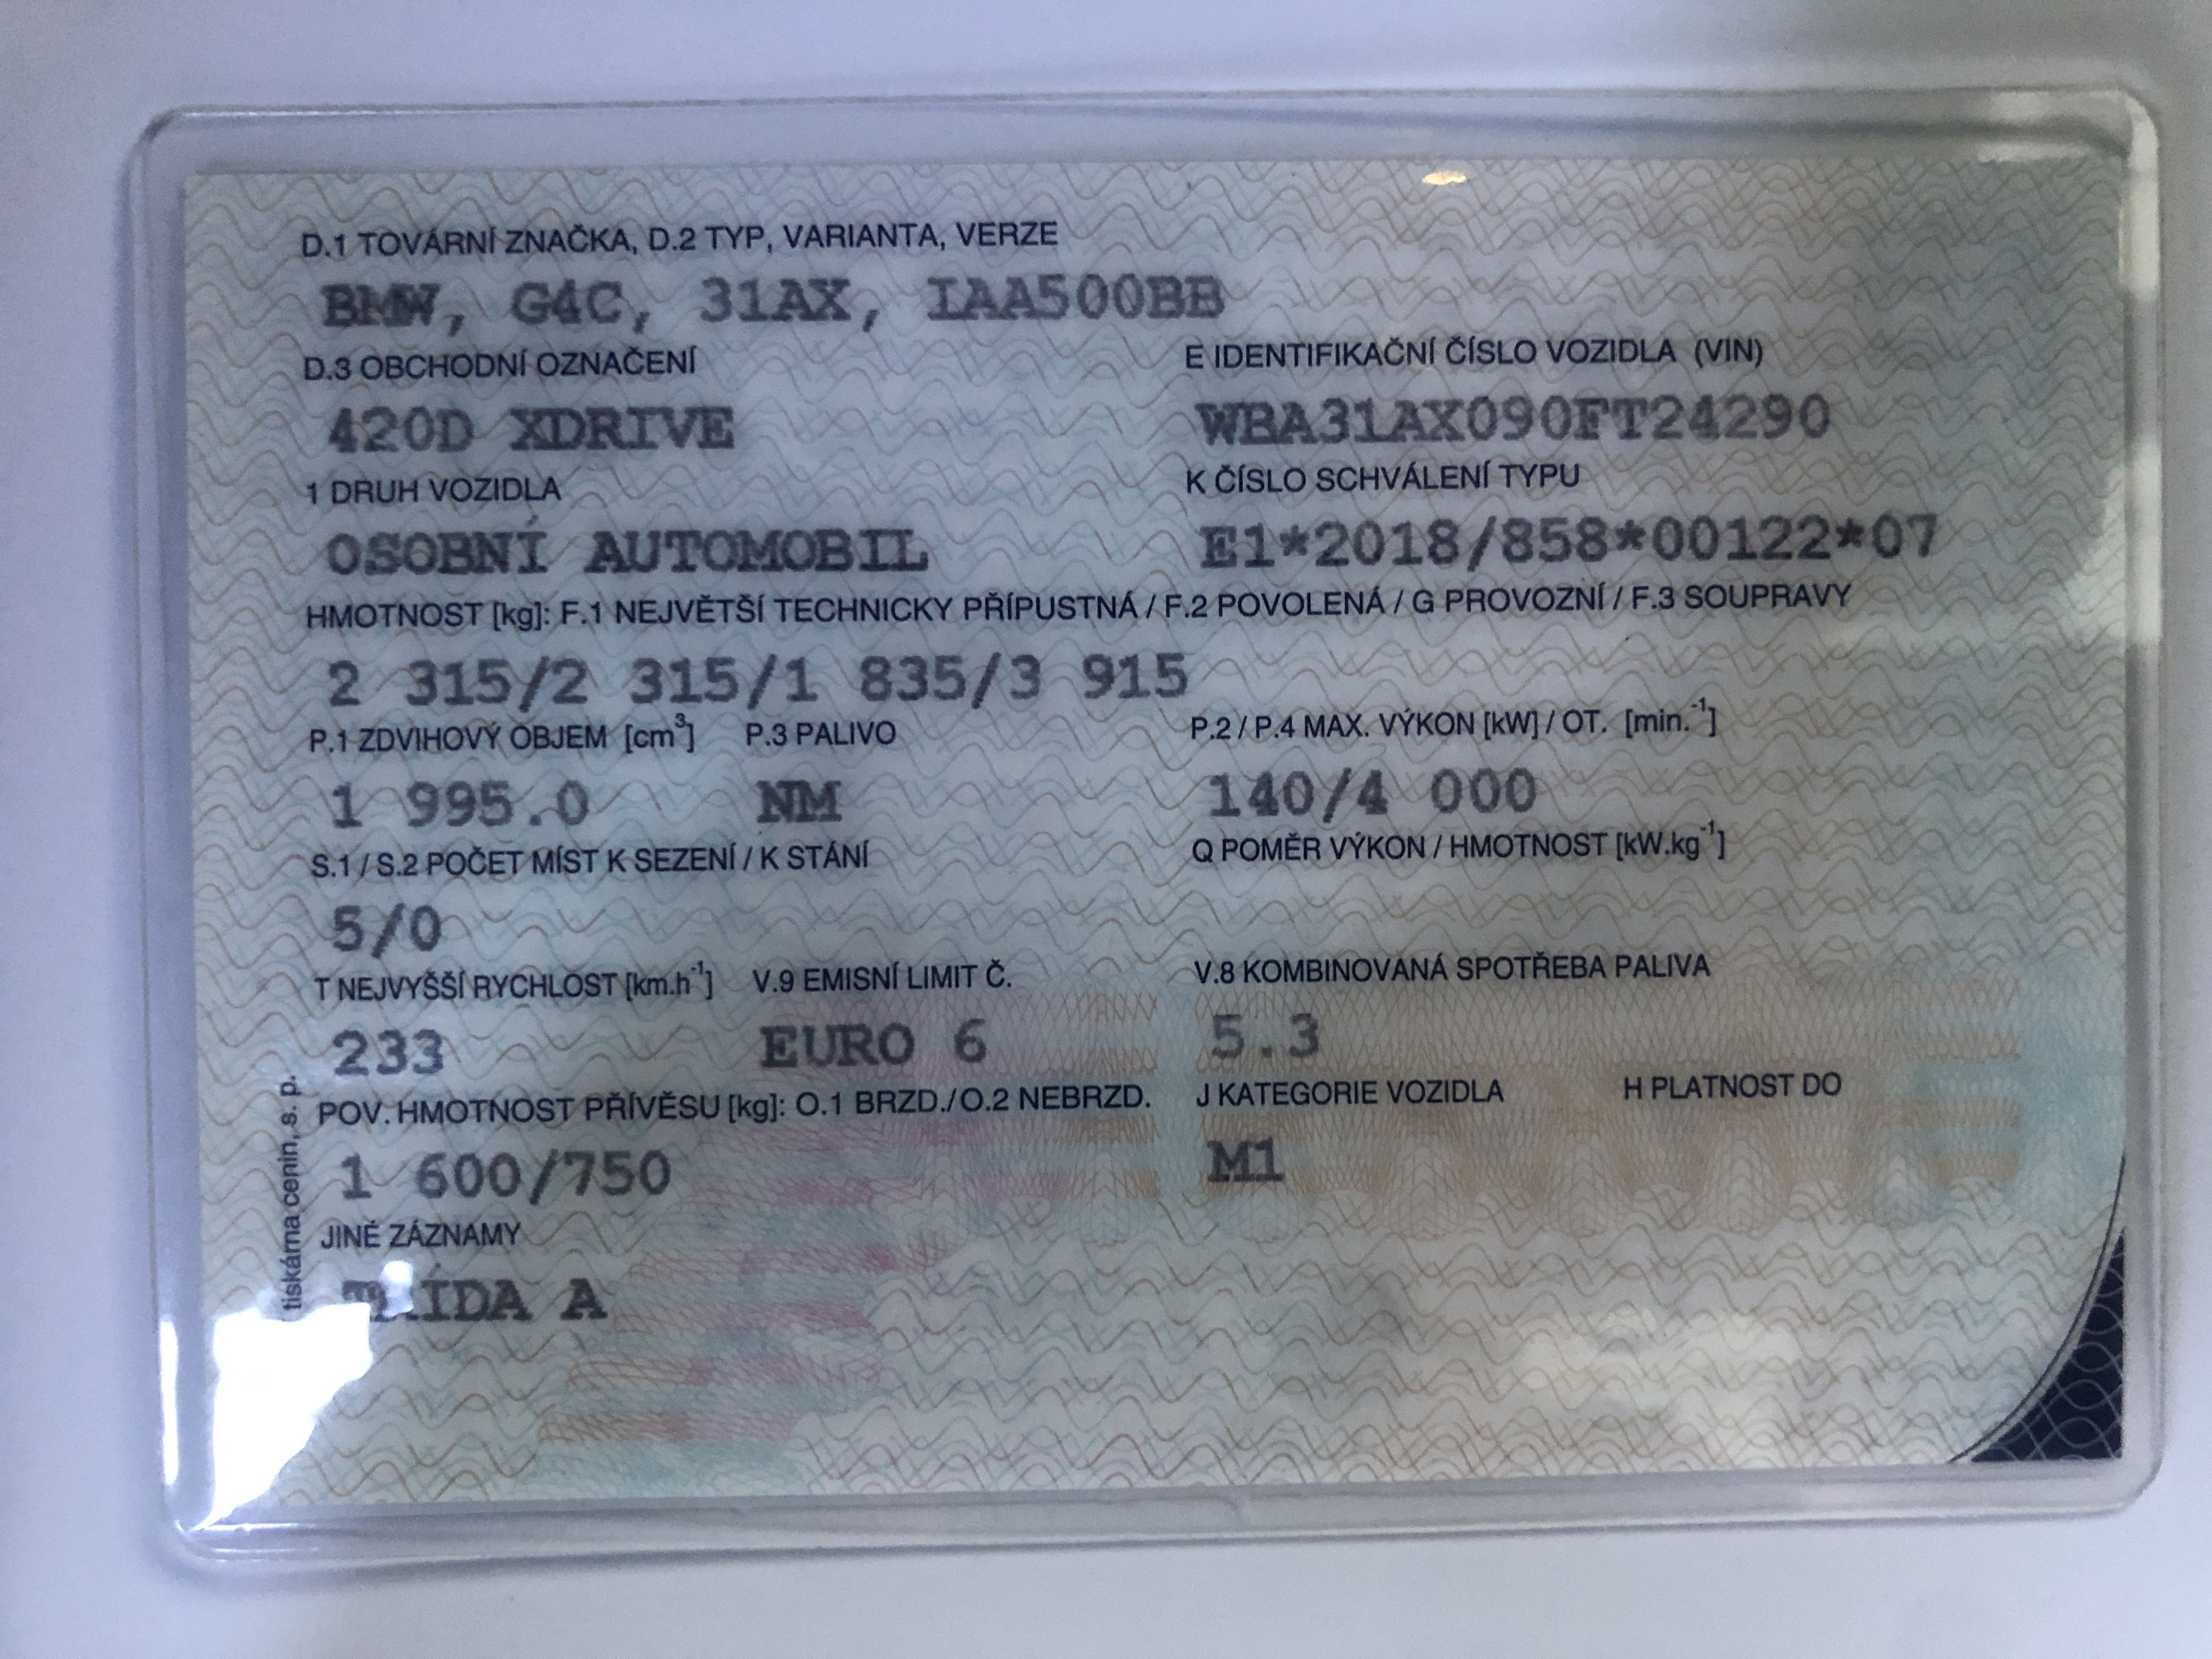 D.1 TOVÁRNÍ ZNAČKA, D.2 TYP, VARIANTA, VERZE
BMW, G4C, 31AX, IAA500BB
D.3 OBCHODNÍ OZNAČENÍ E IDENTIFIKAČNÍ ČÍSLO VOZIDLA (VIN)
420D XDRIVE WBA31AX090FT24290
1 DRUH VOZIDLA K ČÍSLO SCHVÁLENÍ TYPU
OSOBNÍ AUTOMOBIL E1*2018/858*00122*07
HMOTNOST [kg]: F.1 NEJVĚTŠÍ TECHNICKY PŘÍPUSTNÁ / F.2 POVOLENÁ / G PROVOZNÍ / F.3 SOUPRAVY
2 315/2 315/1 835/3 915
P.1 ZDVIHOVÝ OBJEM [cm³] P.3 PALIVO P.2 / P.4 MAX. VÝKON [kW] / OT. [min.⁻¹]
1 995.0 NM 140/4 000
S.1 / S.2 POČET MÍST K SEZENÍ / K STÁNÍ Q POMĚR VÝKON / HMOTNOST [kW.kg⁻¹]
5/0
T NEJVYŠŠÍ RYCHLOST [km.h⁻¹] V.9 EMISNÍ LIMIT Č. V.8 KOMBINOVANÁ SPOTŘEBA PALIVA
233 EURO 6 5.3
POV. HMOTNOST PŘÍVĚSU [kg]: O.1 BRZD./O.2 NEBRZD. J KATEGORIE VOZIDLA H PLATNOST DO
1 600/750 M1
JINÉ ZÁZNAMY
TŘÍDA A
tiskárna cenin, s. p.